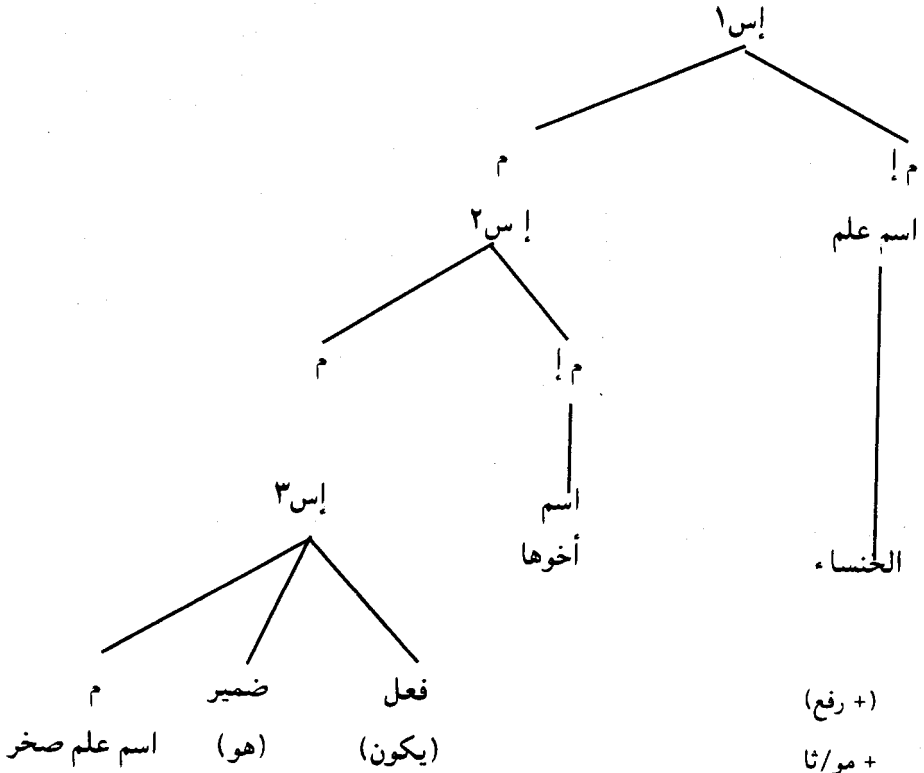 إس١
م إ م
اسم علم إ س٢
م إ م
إس٣
اسم
الخنساء أخوها
فعل ضمير م
(+ رفع)
(يكون) (هو) اسم علم صخر
+ مو/ثا